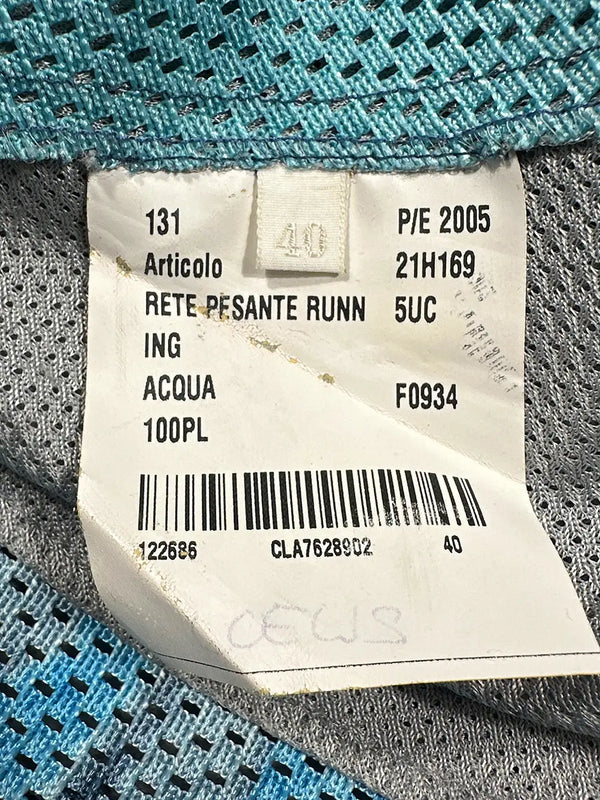 40
131 P/E 2005
Articolo 21H169
RETE PESANTE RUNN 5UC
ING
ACQUA F0934
100PL
122686 CLA7628902 40